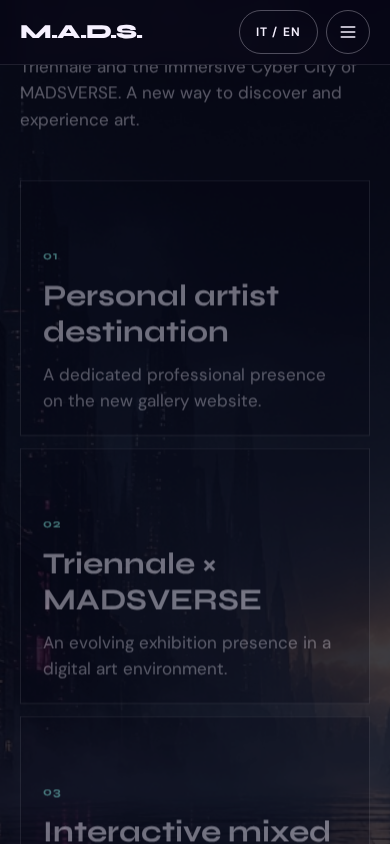 M.A.D.S.
IT / EN
Triennale and the immersive Cyber City of
MADSVERSE. A new way to discover and
experience art.
01
Personal artist
destination
A dedicated professional presence
on the new gallery website.
02
Triennale ×
MADSVERSE
An evolving exhibition presence in a
digital art environment.
03
Interactive mixed